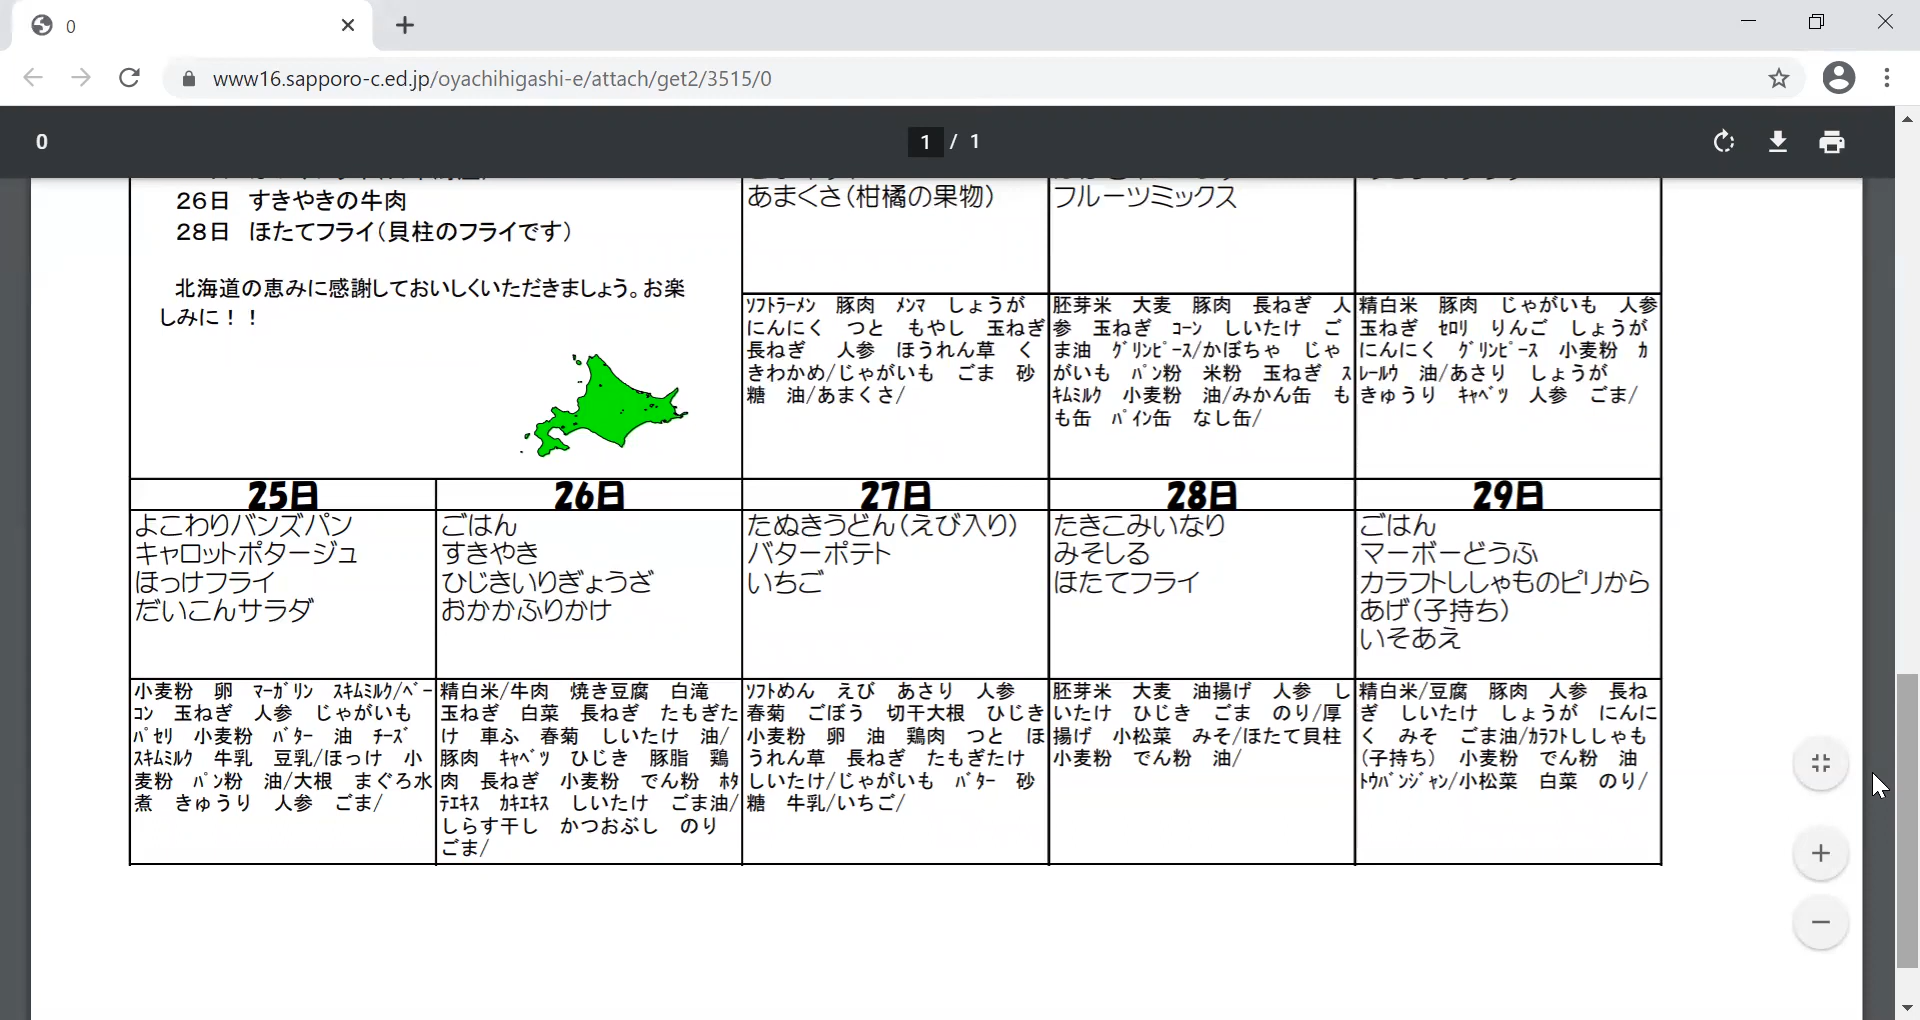 0
www16.sapporo-c.ed.jp/oyachihigashi-e/attach/get2/3515/0
0
1 / 1
26日 すきやきの牛肉
28日 ほたてフライ(貝柱のフライです)
北海道の恵みに感謝しておいしくいただきましょう。お楽
しみに!!
あまくさ(柑橘の果物)
フルーツミックス
ソフトラーメン 豚肉 メンマ しょうが
にんにく つと もやし 玉ねぎ
長ねぎ 人参 ほうれん草 く
きわかめ/じゃがいも ごま 砂
糖 油/あまくさ/
胚芽米 大麦 豚肉 長ねぎ 人
参 玉ねぎ コーン しいたけ ご
ま油 グリンピース/かぼちゃ じゃ
がいも パン粉 米粉 玉ねぎ ス
キムミルク 小麦粉 油/みかん缶 も
も缶 パイン缶 なし缶/
精白米 豚肉 じゃがいも 人参
玉ねぎ セロリ りんご しょうが
にんにく グリンピース 小麦粉 カ
レールウ 油/あさり しょうが
きゅうり キャベツ 人参 ごま/
25日
26日
27日
28日
29日
よこわりバンズパン
キャロットポタージュ
ほっけフライ
だいこんサラダ
ごはん
すきやき
ひじきいりぎょうざ
おかかふりかけ
たぬきうどん(えび入り)
バターポテト
いちご
たきこみいなり
みそしる
ほたてフライ
ごはん
マーボーどうふ
カラフトししゃものピリから
あげ(子持ち)
いそあえ
小麦粉 卵 マーガリン スキムミルク/ベー
コン 玉ねぎ 人参 じゃがいも
パセリ 小麦粉 バター 油 チーズ
スキムミルク 牛乳 豆乳/ほっけ 小
麦粉 パン粉 油/大根 まぐろ水
煮 きゅうり 人参 ごま/
精白米/牛肉 焼き豆腐 白滝
玉ねぎ 白菜 長ねぎ たもぎた
け 車ふ 春菊 しいたけ 油/
豚肉 キャベツ ひじき 豚脂 鶏
肉 長ねぎ 小麦粉 でん粉 ホタ
テエキス カキエキス しいたけ ごま油/
しらす干し かつおぶし のり
ごま/
ソフトめん えび あさり 人参
春菊 ごぼう 切干大根 ひじき
小麦粉 卵 油 鶏肉 つと ほ
うれん草 長ねぎ たもぎたけ
しいたけ/じゃがいも バター 砂
糖 牛乳/いちご/
胚芽米 大麦 油揚げ 人参 し
いたけ ひじき ごま のり/厚
揚げ 小松菜 みそ/ほたて貝柱
小麦粉 でん粉 油/
精白米/豆腐 豚肉 人参 長ね
ぎ しいたけ しょうが にんに
く みそ ごま油/カラフトししゃも
(子持ち) 小麦粉 でん粉 油
トウバンジャン/小松菜 白菜 のり/